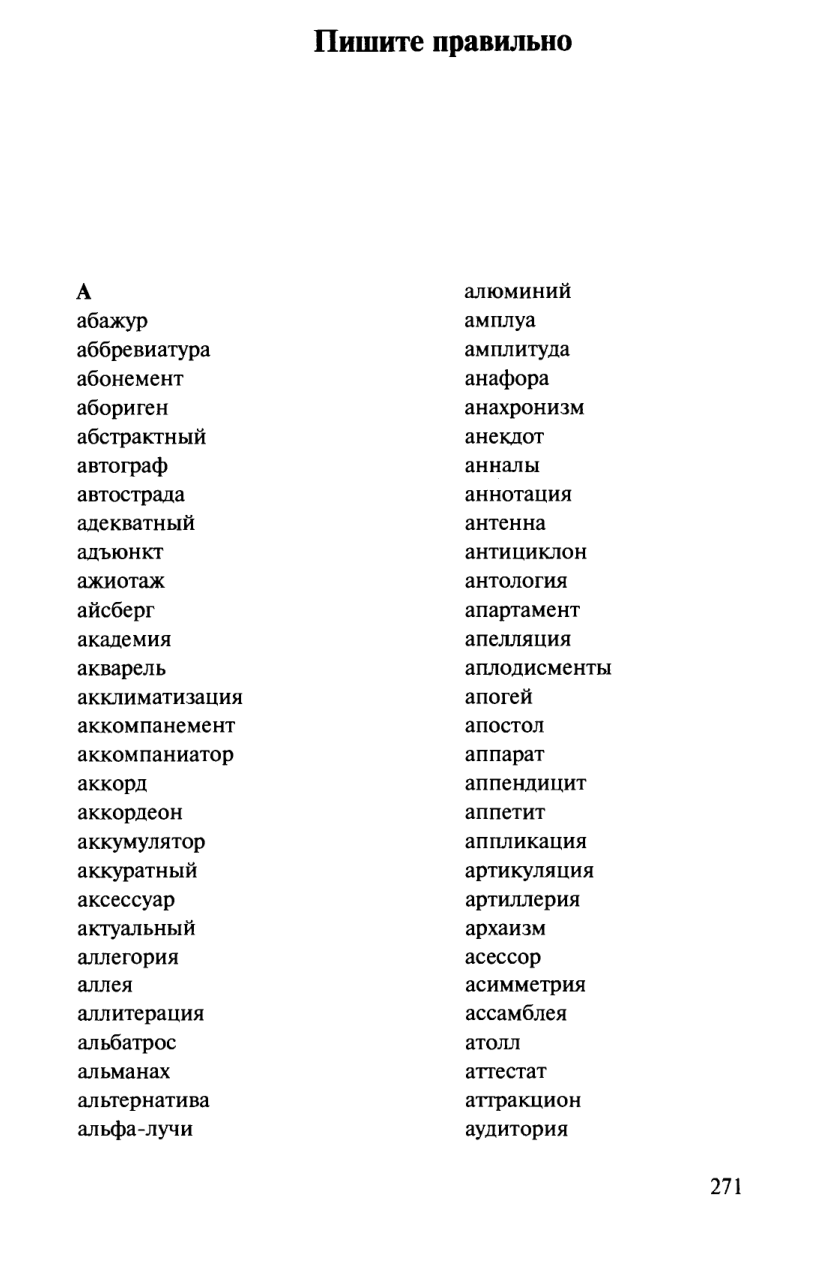 Пишите правильно
А
абажур
аббревиатура
абонемент
абориген
абстрактный
автограф
автострада
адекватный
адъюнкт
ажиотаж
айсберг
академия
акварель
акклиматизация
аккомпанемент
аккомпаниатор
аккорд
аккордеон
аккумулятор
аккуратный
аксессуар
актуальный
аллегория
аллея
аллитерация
альбатрос
альманах
альтернатива
альфа-лучи
алюминий
амплуа
амплитуда
анафора
анахронизм
анекдот
анналы
аннотация
антенна
антициклон
антология
апартамент
апелляция
аплодисменты
апогей
апостол
аппарат
аппендицит
аппетит
аппликация
артикуляция
артиллерия
архаизм
асессор
асимметрия
ассамблея
атолл
аттестат
аттракцион
аудитория
271